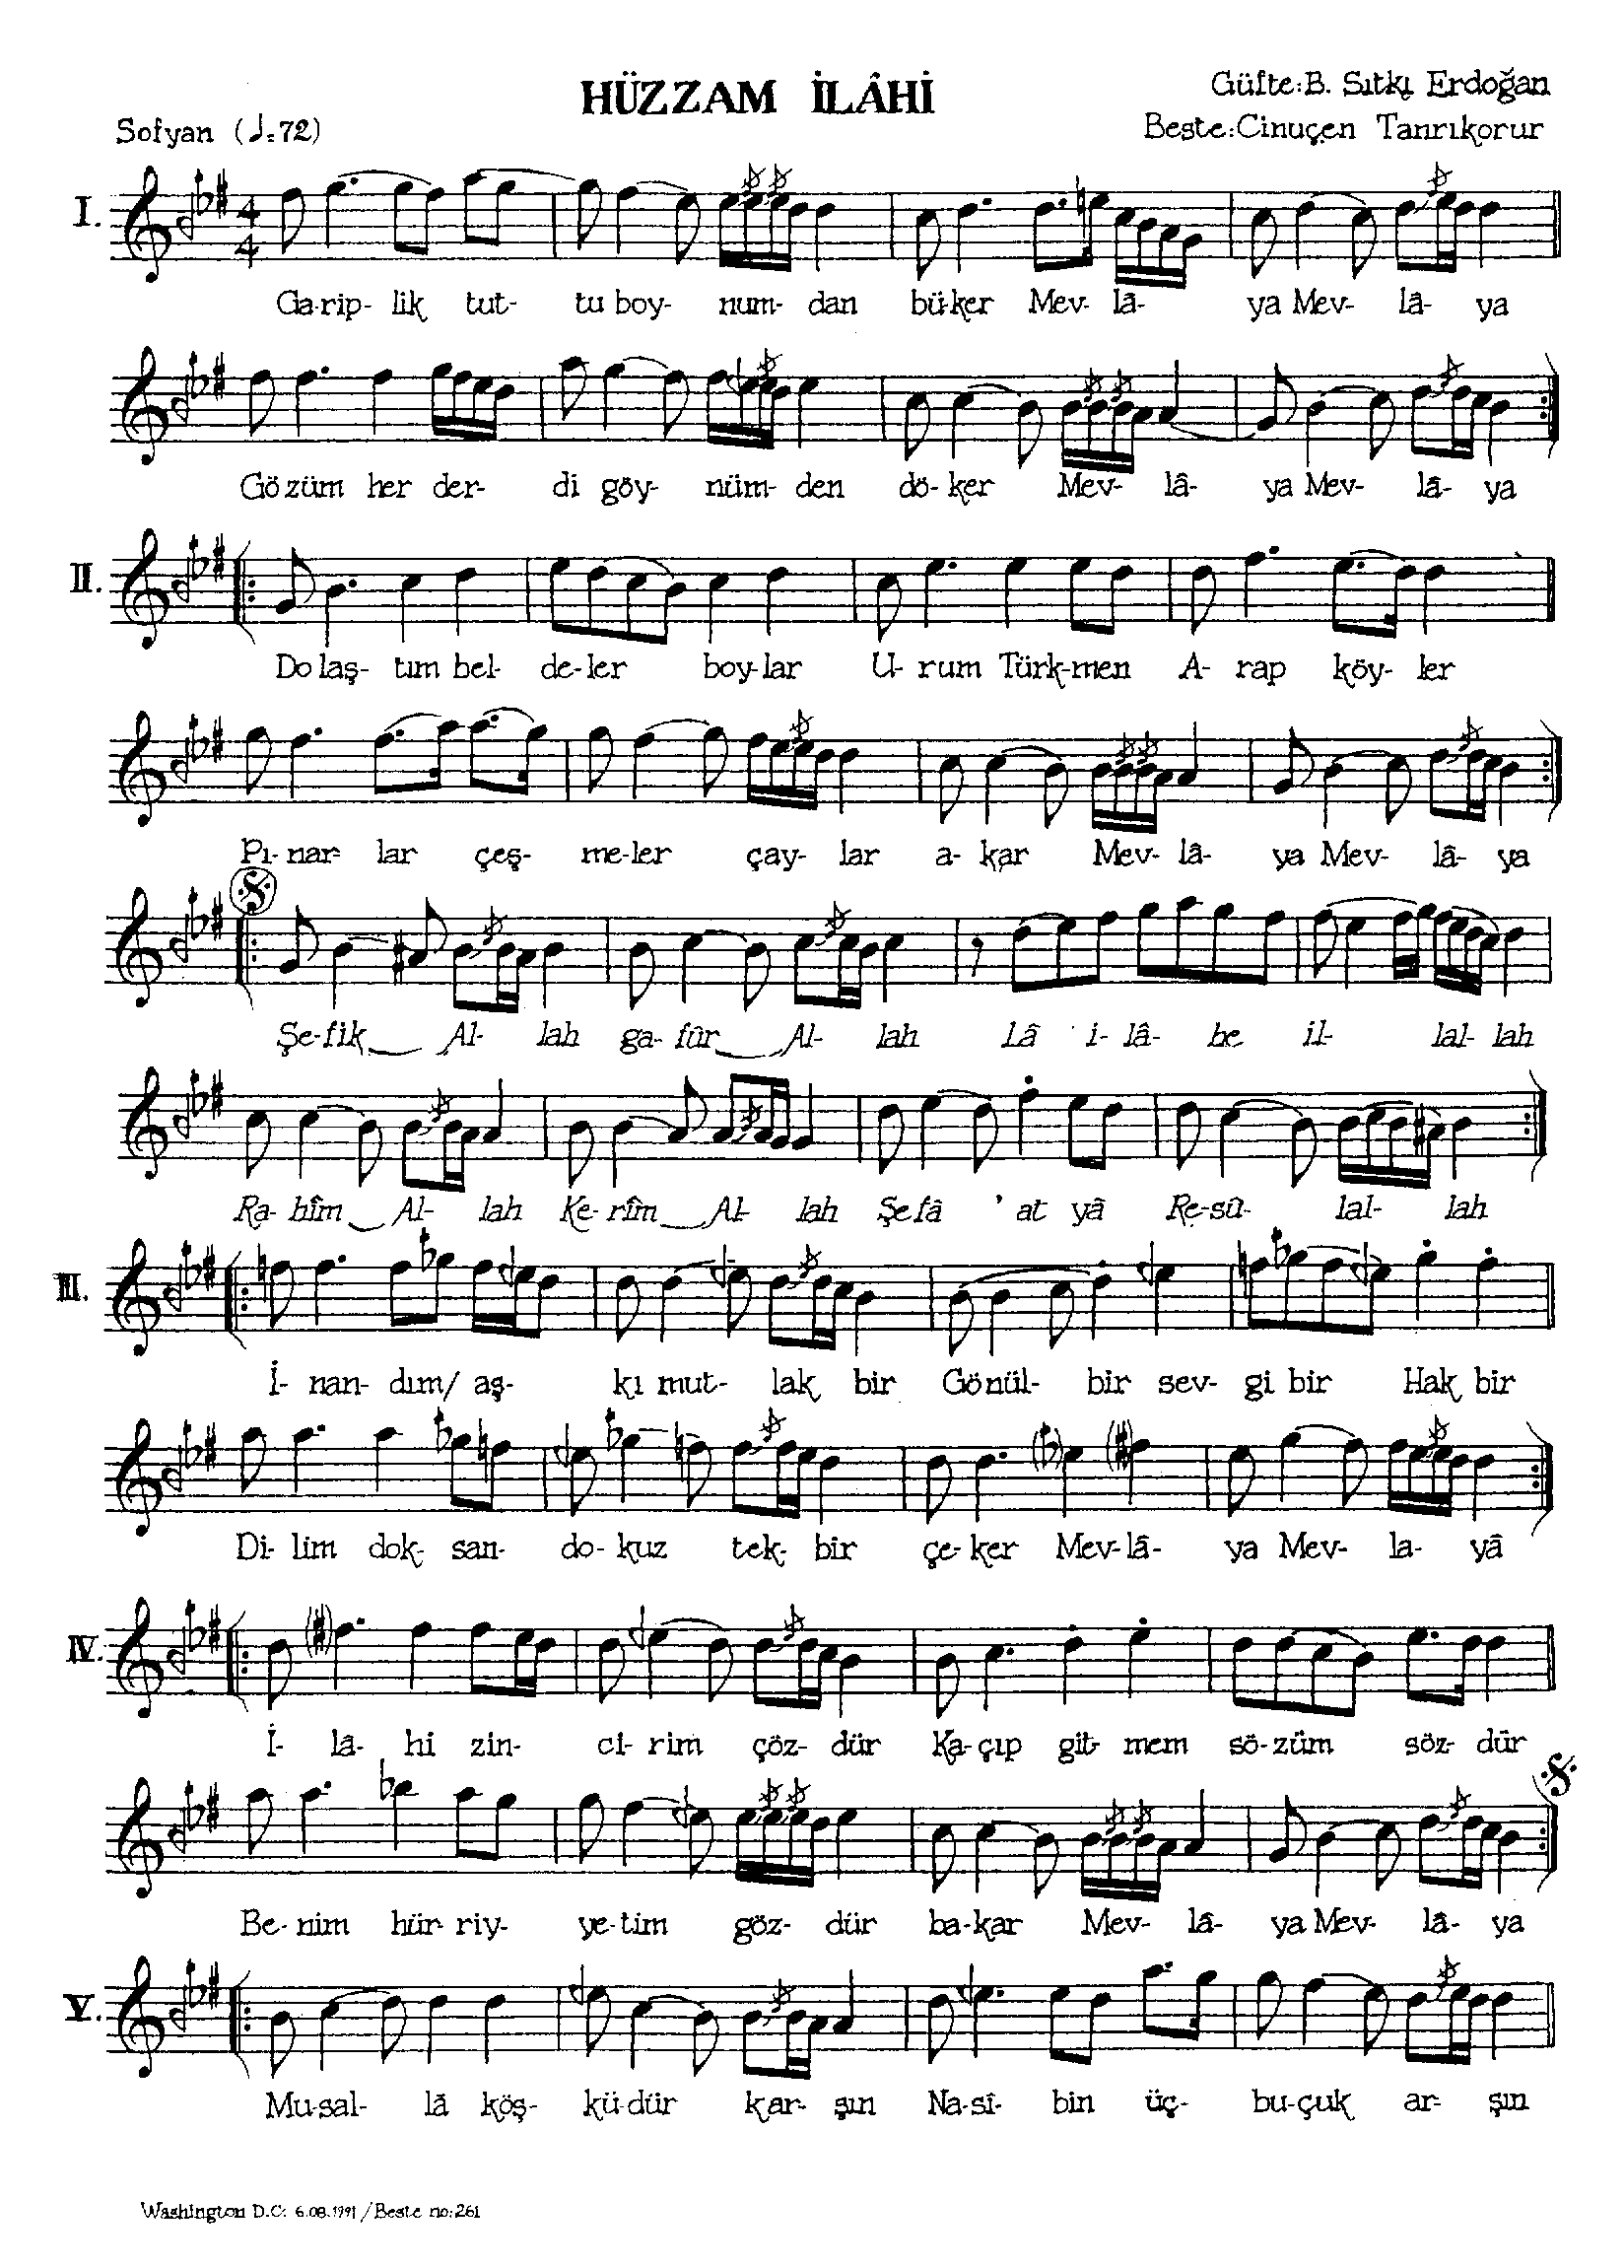 HÜZZAM İLÂHİ
Güfte:B. Sıtkı Erdoğan
Sofyan (♩=72)
Beste:Cinuçen Tanrıkorur
I.
4
4
Ga-rip- lik tut- tu boy- num- dan bü-ker Mev- lâ- ya Mev- lâ- ya
Gö züm her der- di göy- nüm- den dö- ker Mev- lâ- ya Mev- lâ- ya
II.
Do laş- tım bel- de-ler boy-lar U- rum Türk-men A- rap köy- ler
Pı- nar- lar çeş- me-ler çay- lar a- kar Mev- lâ- ya Mev- lâ- ya
Şe-fik Al- lah ga- fûr Al- lah Lâ i- lâ- he il- lal- lah
Ra- hîm Al- lah Ke- rîm Al- lah Şe fâ ' at yâ Re-sû- lal- lah
III.
İ- nan- dım/ aş- kı mut- lak bir Gönül- bir sev- gi bir Hak bir
Di- lim dok- san- do- kuz tek- bir çe- ker Mev-lâ- ya Mev- la- yâ
IV.
İ- lâ- hi zin- ci- rim çöz- dür Ka-çıp git- mem sö-züm söz- dür
Be- nim hür- riy- ye-tim göz- dür ba-kar Mev- lâ- ya Mev- lâ- ya
V.
Mu-sal- lâ köş- kü-dür kar- şın Na-sî- bin üç- bu-çuk ar- şın
Washington D.C. 6.08.1991 / Beste no:261